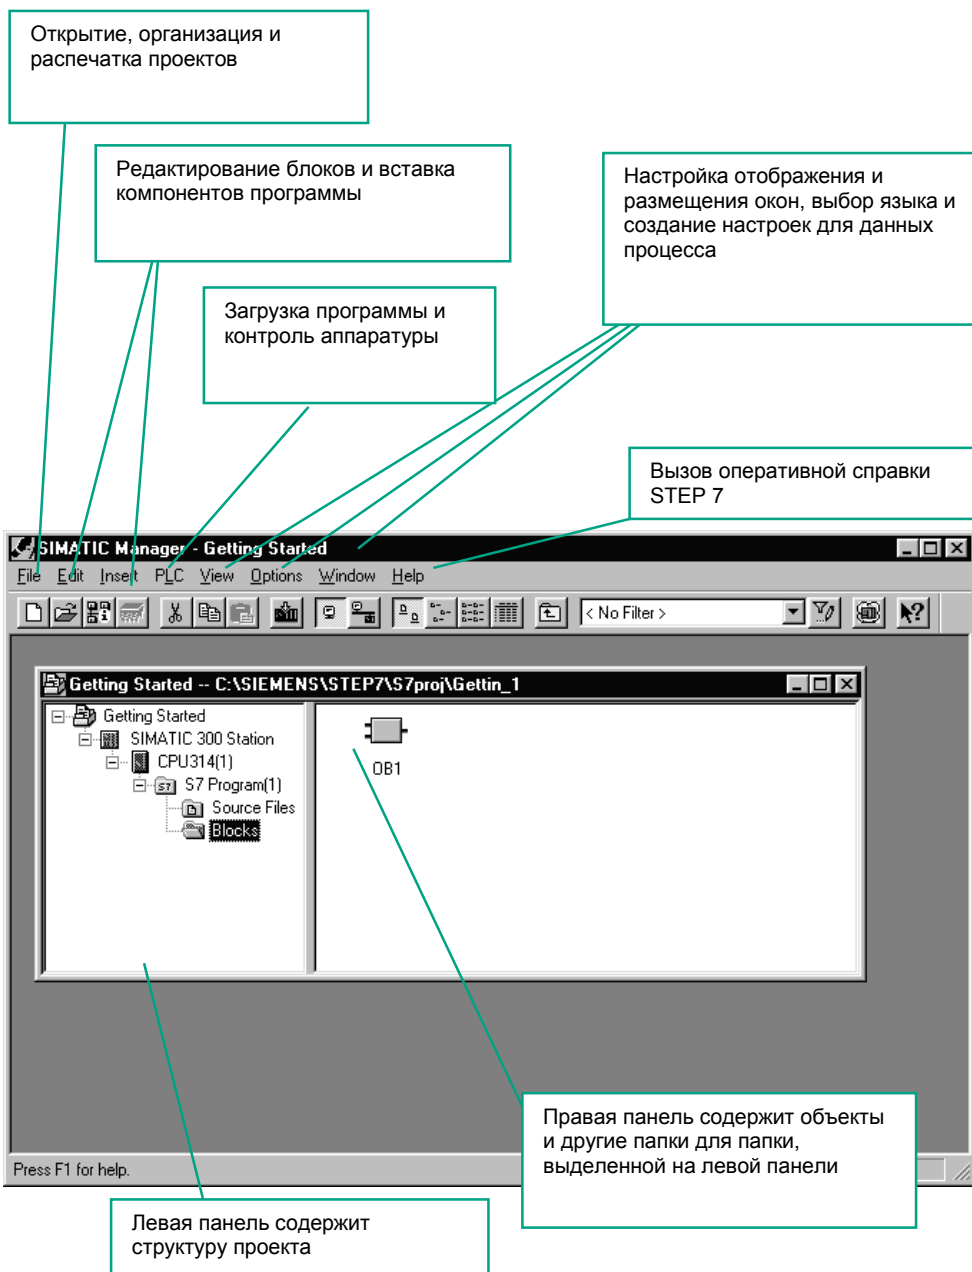 Открытие, организация и
распечатка проектов
Редактирование блоков и вставка
компонентов программы
Настройка отображения и
размещения окон, выбор языка и
создание настроек для данных
процесса
Загрузка программы и
контроль аппаратуры
Вызов оперативной справки
STEP 7
SIMATIC Manager - Getting Started
File Edit Insert PLC View Options Window Help
< No Filter >
Getting Started -- C:\SIEMENS\STEP7\S7proj\Gettin_1
Getting Started
SIMATIC 300 Station
CPU314(1)
S7 Program(1)
Source Files
Blocks
OB1
Правая панель содержит объекты
и другие папки для папки,
выделенной на левой панели
Press F1 for help.
Левая панель содержит
структуру проекта